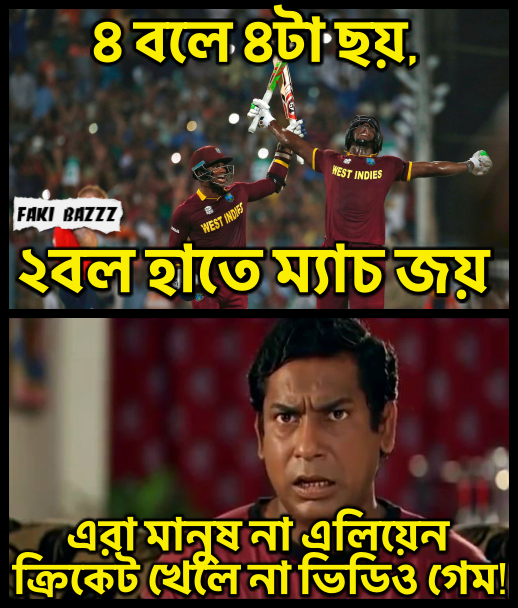 ৪ বলে ৪টা ছয়,
WEST INDIES
WEST INDIES
FAKI BAZZZ
২বল হাতে ম্যাচ জয়
এরা মানুষ না এলিয়েন
ক্রিকেট খেলে না ভিডিও গেম!